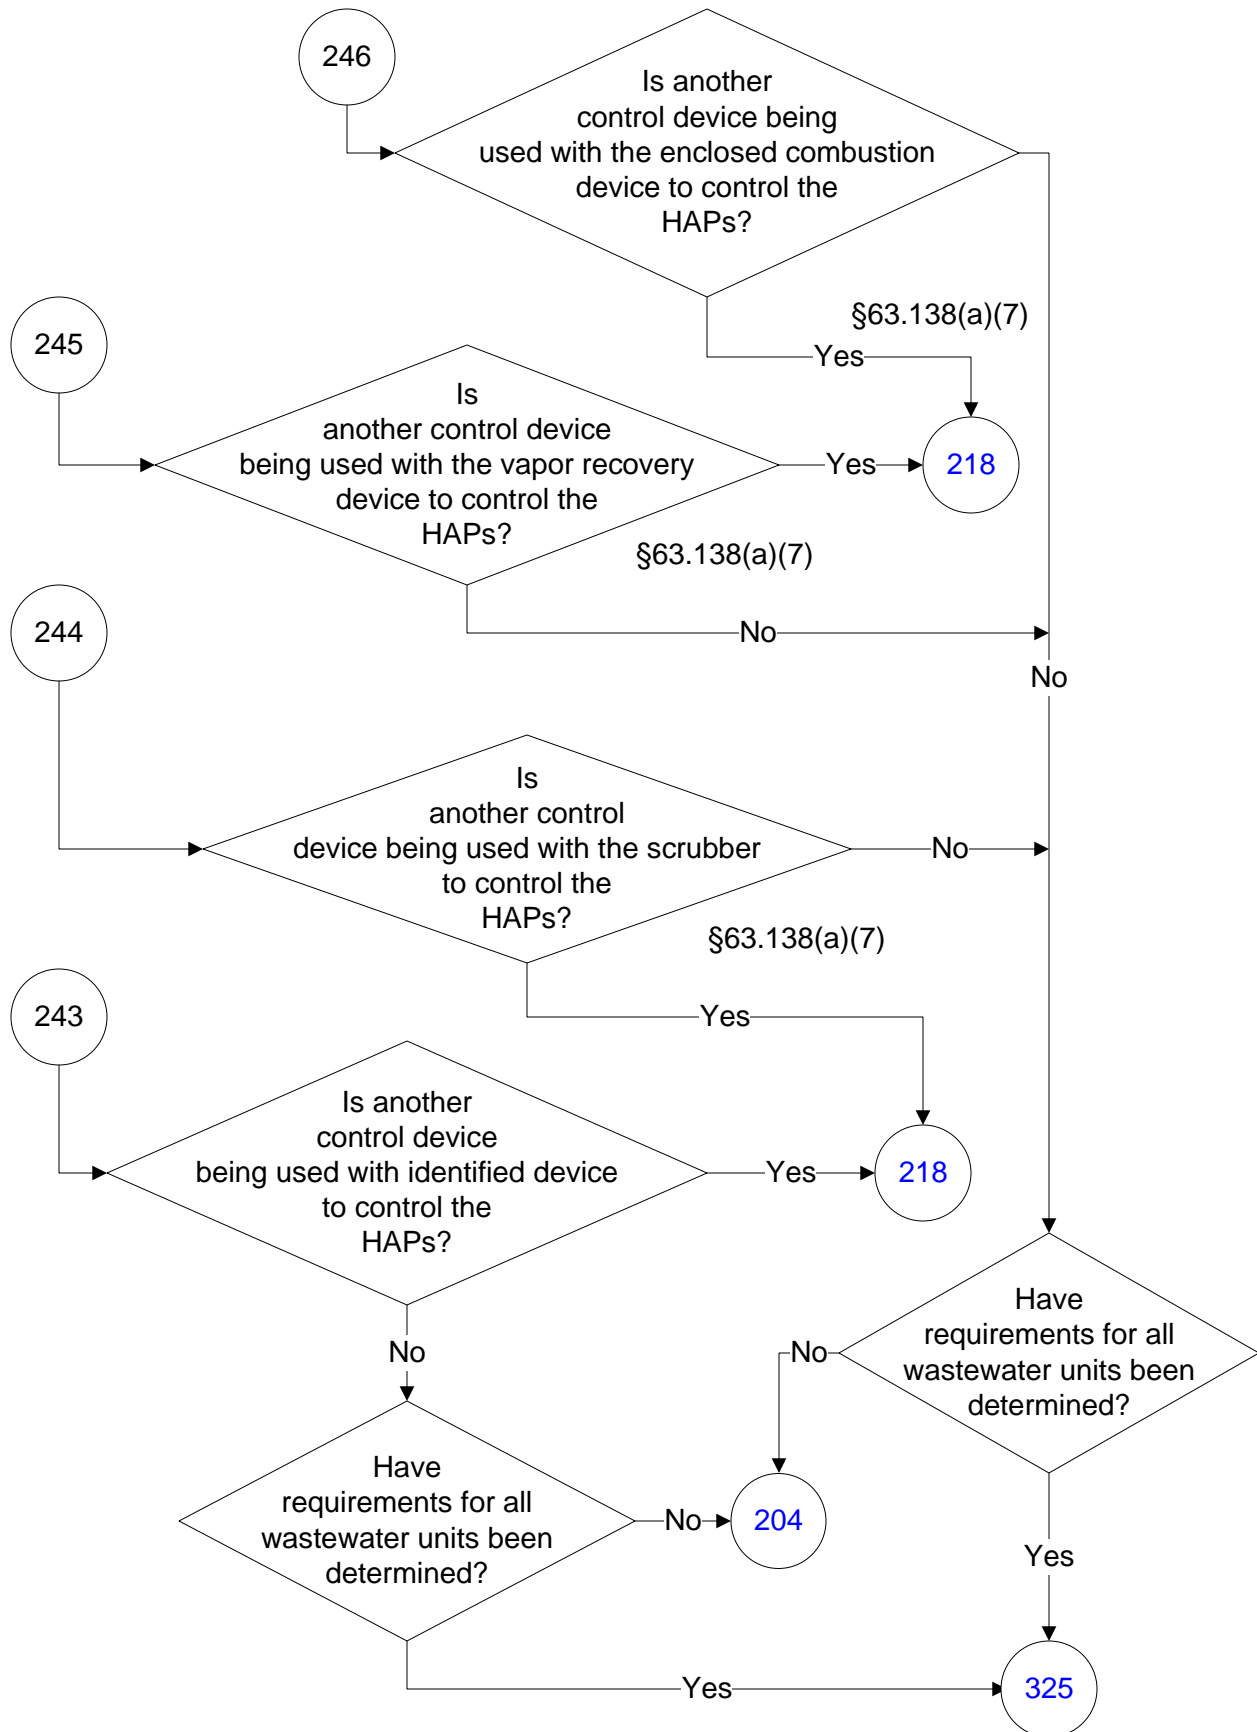 246
Is another
control device being
used with the enclosed combustion
device to control the
HAPs?
§63.138(a)(7)
Yes
245
Is
another control device
being used with the vapor recovery
device to control the
HAPs?
Yes
218
§63.138(a)(7)
244
No
No
Is
another control
device being used with the scrubber
to control the
HAPs?
No
§63.138(a)(7)
243
Yes
Is another
control device
being used with identified device
to control the
HAPs?
Yes
218
No
Have
requirements for all
wastewater units been
determined?
No
Have
requirements for all
wastewater units been
determined?
No
204
Yes
Yes
325